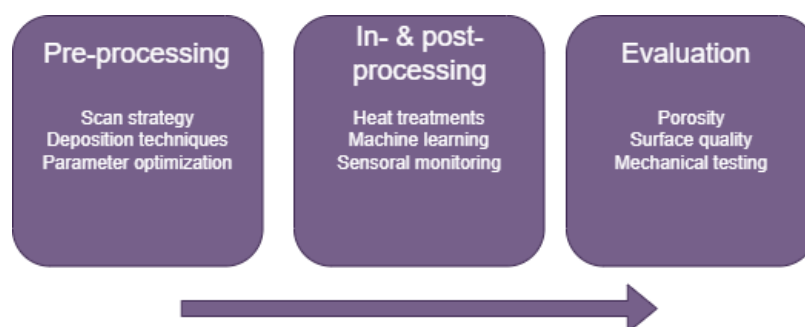 Pre-processing
Scan strategy
Deposition techniques
Parameter optimization
In- & post-
processing
Heat treatments
Machine learning
Sensoral monitoring
Evaluation
Porosity
Surface quality
Mechanical testing